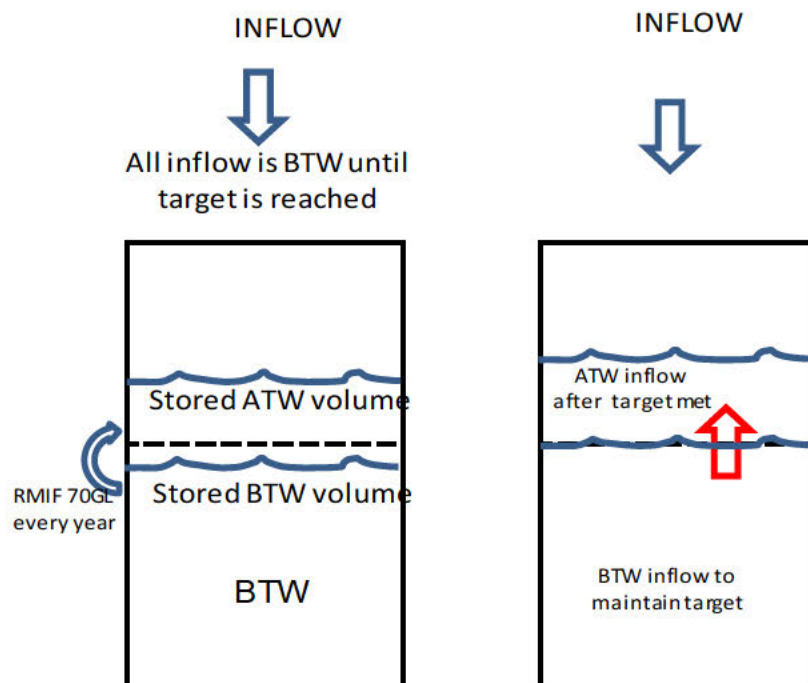 INFLOW
All inflow is BTW until
target is reached
Stored ATW volume
RMIF 70GL
every year
Stored BTW volume
BTW
INFLOW
ATW inflow
after target met
BTW inflow to
maintain target